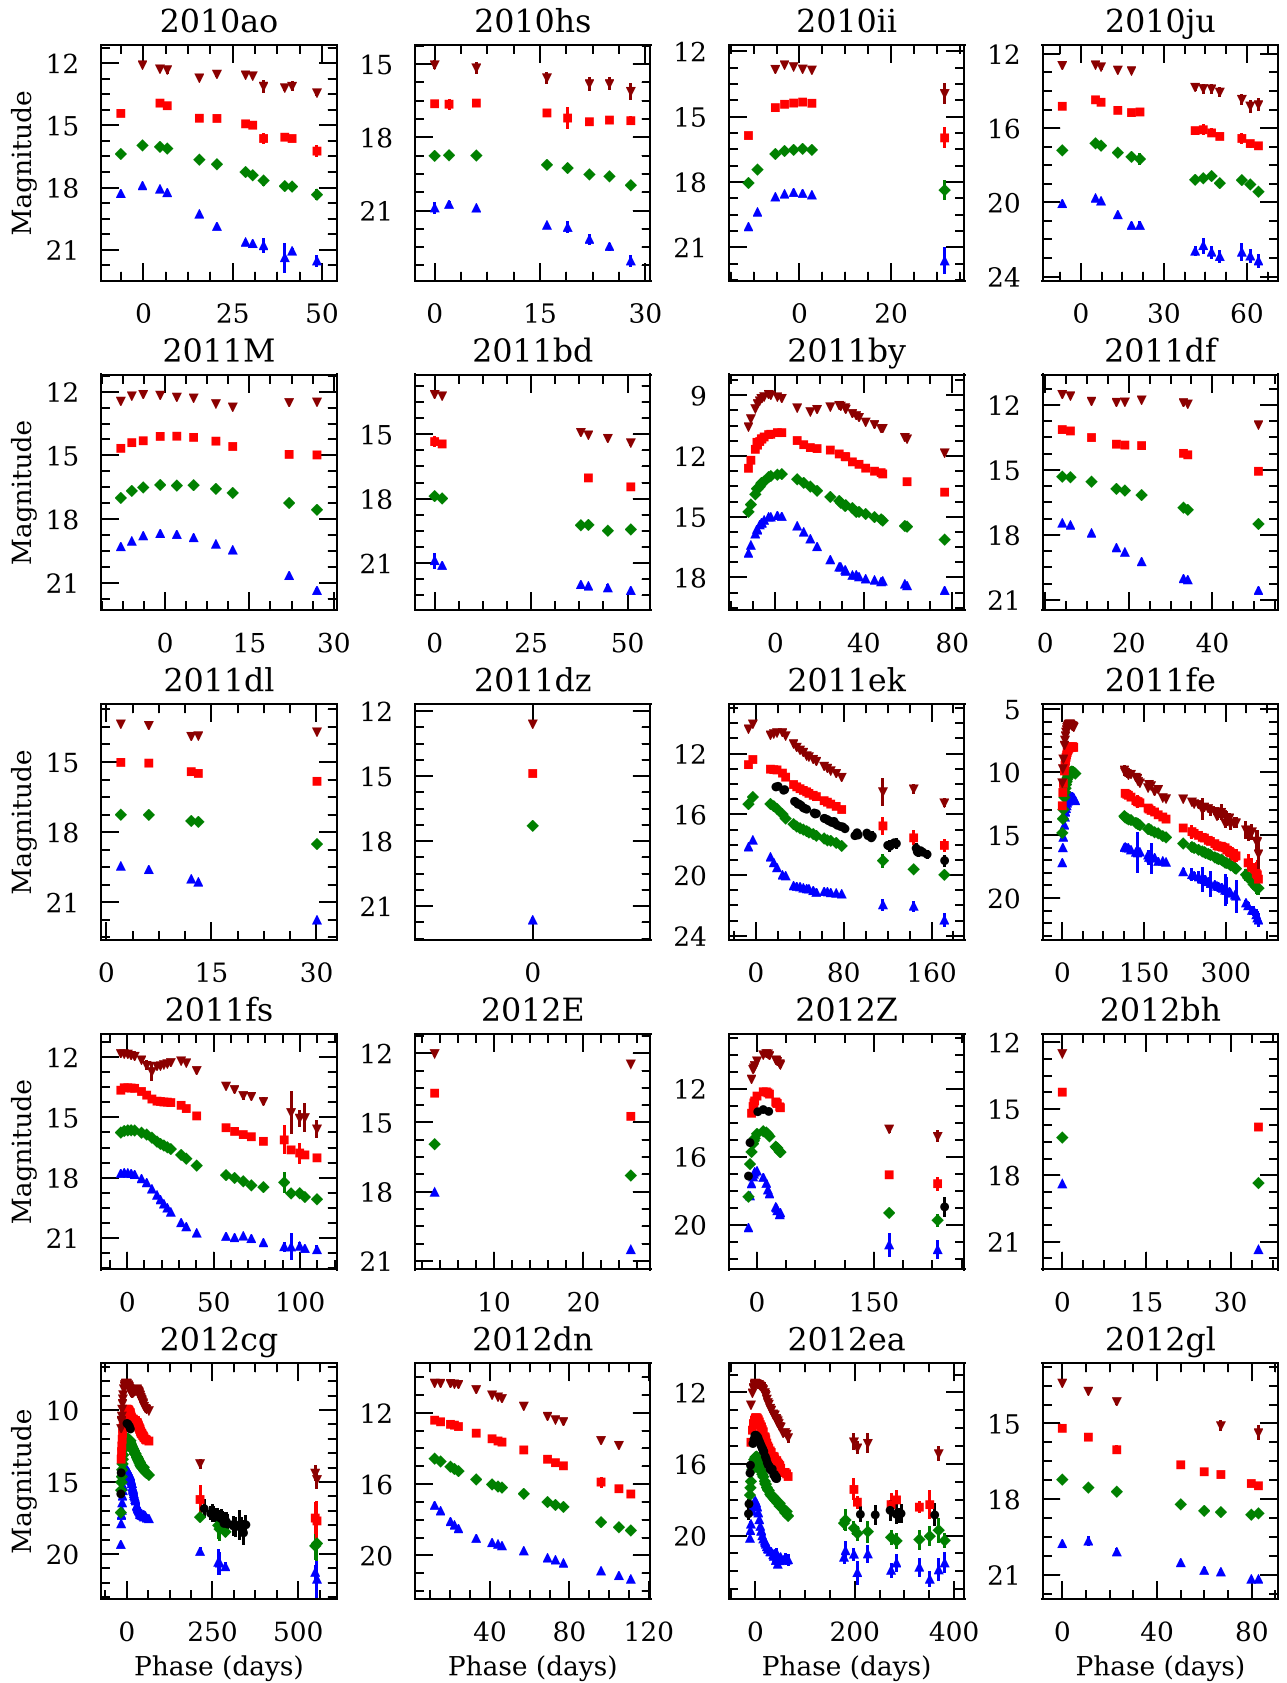 2010ao 2010hs 2010ii 2010ju
Magnitude
12 15 18 21
0 25 50
15 18 21
0 15 30
12 15 18 21
0 20
12 16 20 24
0 30 60
2011M 2011bd 2011by 2011df
Magnitude
12 15 18 21
0 15 30
15 18 21
0 25 50
9 12 15 18
0 40 80
12 15 18 21
0 20 40
2011dl 2011dz 2011ek 2011fe
Magnitude
15 18 21
0 15 30
12 15 18 21
0
12 16 20 24
0 80 160
5 10 15 20
0 150 300
2011fs 2012E 2012Z 2012bh
Magnitude
12 15 18 21
0 50 100
12 15 18 21
10 20
12 16 20
0 150
12 15 18 21
0 15 30
2012cg 2012dn 2012ea 2012gl
Magnitude
10 15 20
0 250 500
Phase (days)
12 16 20
40 80 120
Phase (days)
12 16 20
0 200 400
Phase (days)
15 18 21
0 40 80
Phase (days)